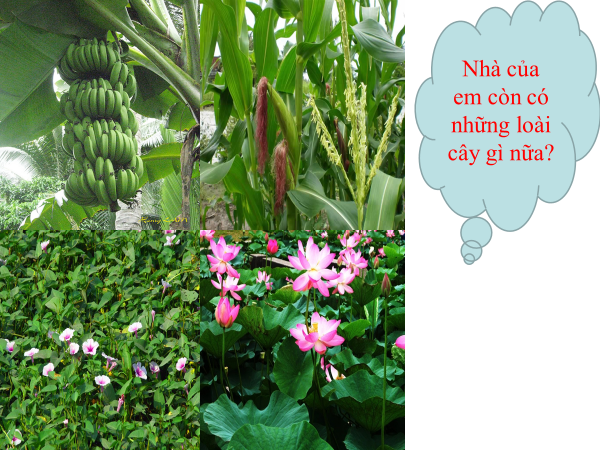 Nhà của
em còn có
những loài
cây gì nữa?